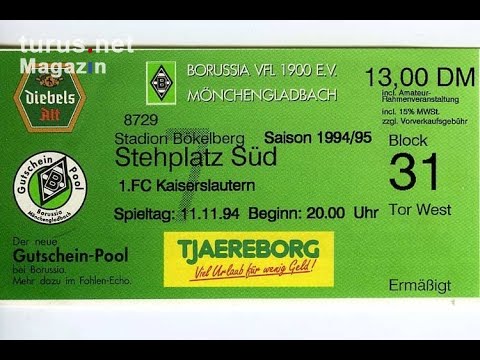 turus.net
Magazin
Diebels
Alt
BORUSSIA VFL 1900 E.V.
MÖNCHENGLADBACH
13,00 DM
incl. Amateur-
Rahmenveranstaltung
incl. 15% MWSt.
zzgl. Vorverkaufsgebühr
8729
7
Stadion Bökelberg Saison 1994/95
Stehplatz Süd
1.FC Kaiserslautern
Spieltag: 11.11.94 Beginn: 20.00 Uhr
Block
31
Tor West
Gutschein Pool
B
Borussia
Mönchengladbach
Der neue
Gutschein-Pool
bei Borussia.
Mehr dazu im Fohlen-Echo.
TJAEREBORG
Viel Urlaub für wenig Geld!
Ermäßigt